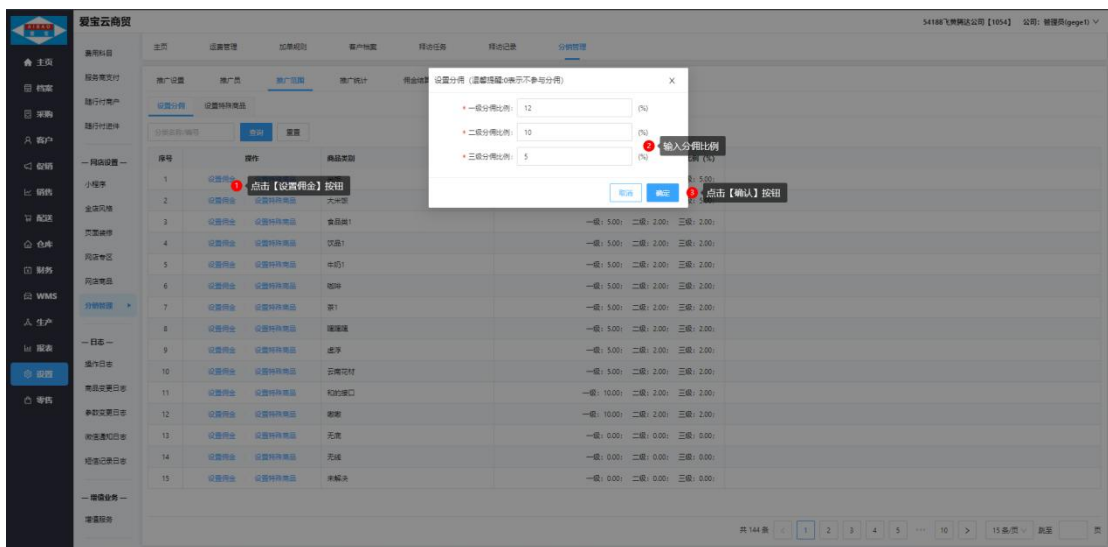 爱宝云商贸
54188飞奔腾达公司【1054】 公司：管理员(gege1)
主页
档案
采购
客户
促销
销售
配送
仓库
财务
WMS
生产
报表
设置
零售
费用科目
服务商支付
随行付商户
随行付进件
网店设置
小程序
全店风格
页面装修
网店专区
网店商品
分销管理
日志
操作日志
商品变更日志
参数变更日志
微信通知日志
短信记录日志
增值业务
增值服务
主页 运营管理 加单规则 客户档案 拜访任务 拜访记录 分销管理
推广设置 推广员 推广范围 推广统计
设置分佣 设置特殊商品
分类名称/编号 查询 重置
设置分佣（温馨提醒:0表示不参与分佣） ×
* 一级分佣比例: 12 (%)
* 二级分佣比例: 10 (%)
* 三级分佣比例: 5 (%)
2 输入分佣比例
取消 确定
3 点击【确认】按钮
1 点击【设置佣金】按钮
序号 操作 商品类别
1
2 设置佣金 设置特殊商品 大米饭
3 设置佣金 设置特殊商品 食品类1 一级: 5.00; 二级: 2.00; 三级: 2.00;
4 设置佣金 设置特殊商品 饮品1 一级: 5.00; 二级: 2.00; 三级: 2.00;
5 设置佣金 设置特殊商品 牛奶1 一级: 5.00; 二级: 2.00; 三级: 2.00;
6 设置佣金 设置特殊商品 咖啡 一级: 5.00; 二级: 2.00; 三级: 2.00;
7 设置佣金 设置特殊商品 茶1 一级: 5.00; 二级: 2.00; 三级: 2.00;
8 设置佣金 设置特殊商品 一级: 5.00; 二级: 2.00; 三级: 2.00;
9 设置佣金 设置特殊商品 虚浮 一级: 5.00; 二级: 2.00; 三级: 2.00;
10 设置佣金 设置特殊商品 云南花材 一级: 5.00; 二级: 2.00; 三级: 2.00;
11 设置佣金 设置特殊商品 和的接口 一级: 10.00; 二级: 2.00; 三级: 2.00;
12 设置佣金 设置特殊商品 嘟嘟 一级: 10.00; 二级: 2.00; 三级: 2.00;
13 设置佣金 设置特殊商品 一级: 0.00; 二级: 0.00; 三级: 0.00;
14 设置佣金 设置特殊商品 一级: 0.00; 二级: 0.00; 三级: 0.00;
15 设置佣金 设置特殊商品 未解决 一级: 0.00; 二级: 0.00; 三级: 0.00;
共 144 条 < 1 2 3 4 5 ••• 10 > 15 条/页 跳至 页